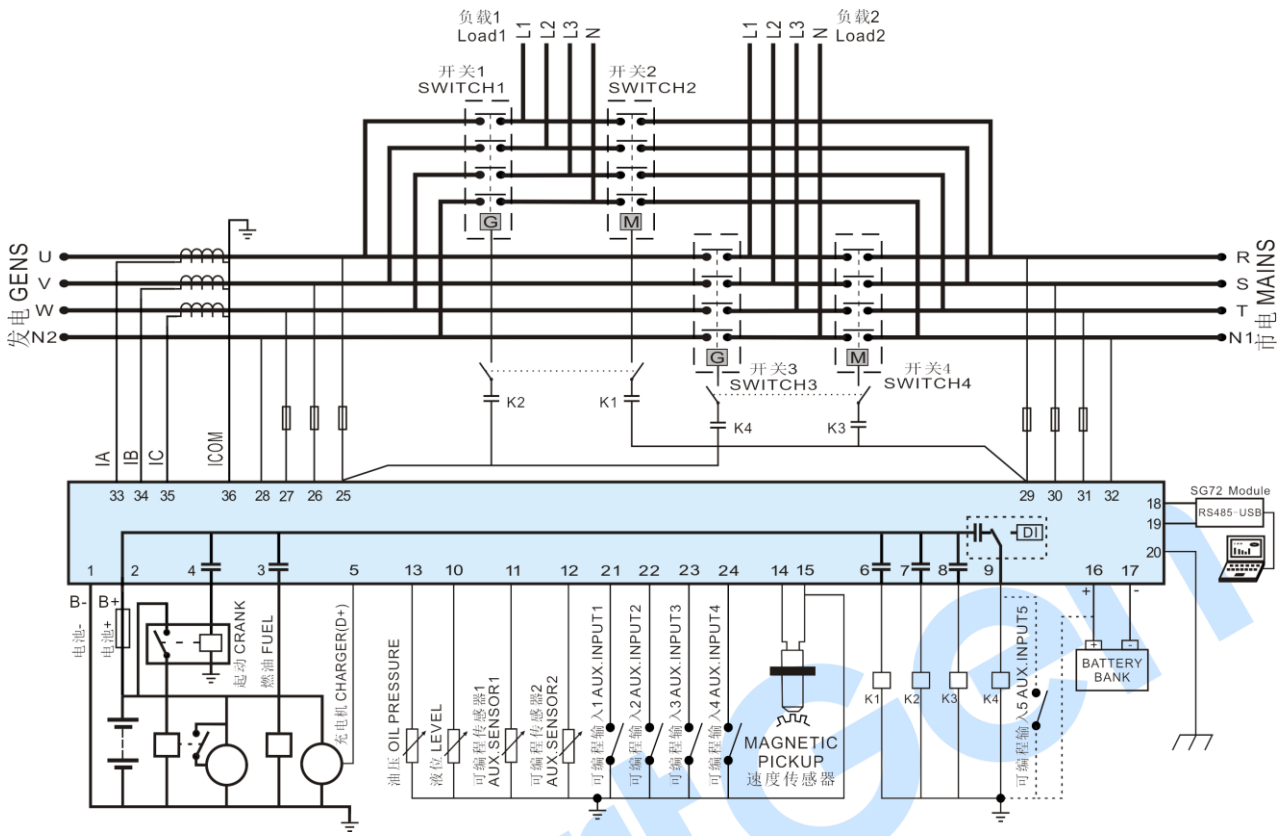 负载1
Load1
L1
L2
L3
N
负载2
Load2
L1
L2
L3
N
开关1
SWITCH1
开关2
SWITCH2
G
M
发电 GENS
U
V
W
N2
R
S
T
N1
市电 MAINS
G
M
开关3
SWITCH3
开关4
SWITCH4
K2
K1
K4
K3
IA
IB
IC
ICOM
33
34
35
36
28
27
26
25
29
30
31
32
SG72 Module
RS485-USB
18
19
20
DI
1
2
4
3
5
13
10
11
12
21
22
23
24
14
15
6
7
8
9
16
17
B-
B+
+
-
电池-
电池+
起动 CRANK
燃油 FUEL
充电机 CHARGER(D+)
油压 OIL PRESSURE
液位 LEVEL
可编程传感器1
AUX.SENSOR1
可编程传感器2
AUX.SENSOR2
可编程输入1 AUX.INPUT1
可编程输入2 AUX.INPUT2
可编程输入3 AUX.INPUT3
可编程输入4 AUX.INPUT4
MAGNETIC
PICKUP
速度传感器
K1
K2
K3
K4
可编程输入5 AUX.INPUT5
+
-
BATTERY
BANK